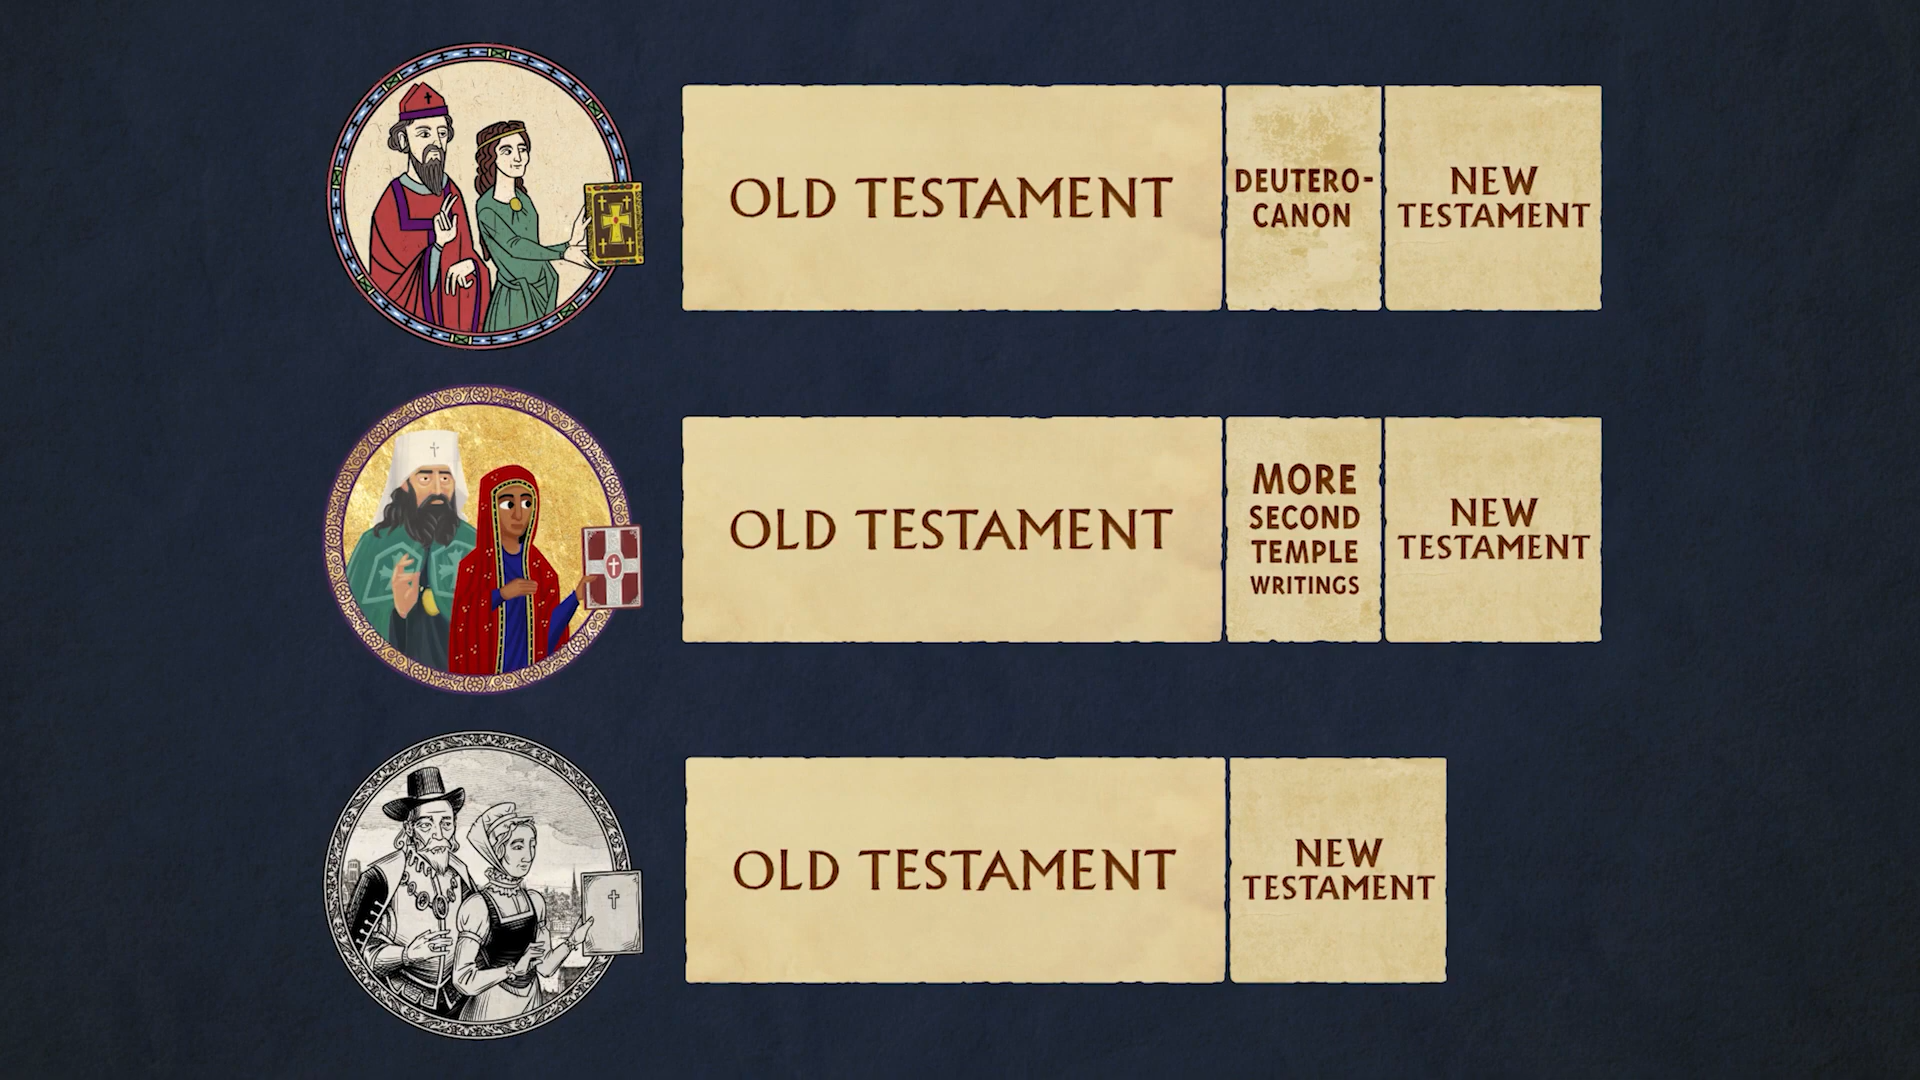 OLD TESTAMENT
DEUTERO-
CANON
NEW
TESTAMENT
OLD TESTAMENT
MORE
SECOND
TEMPLE
WRITINGS
NEW
TESTAMENT
OLD TESTAMENT
NEW
TESTAMENT